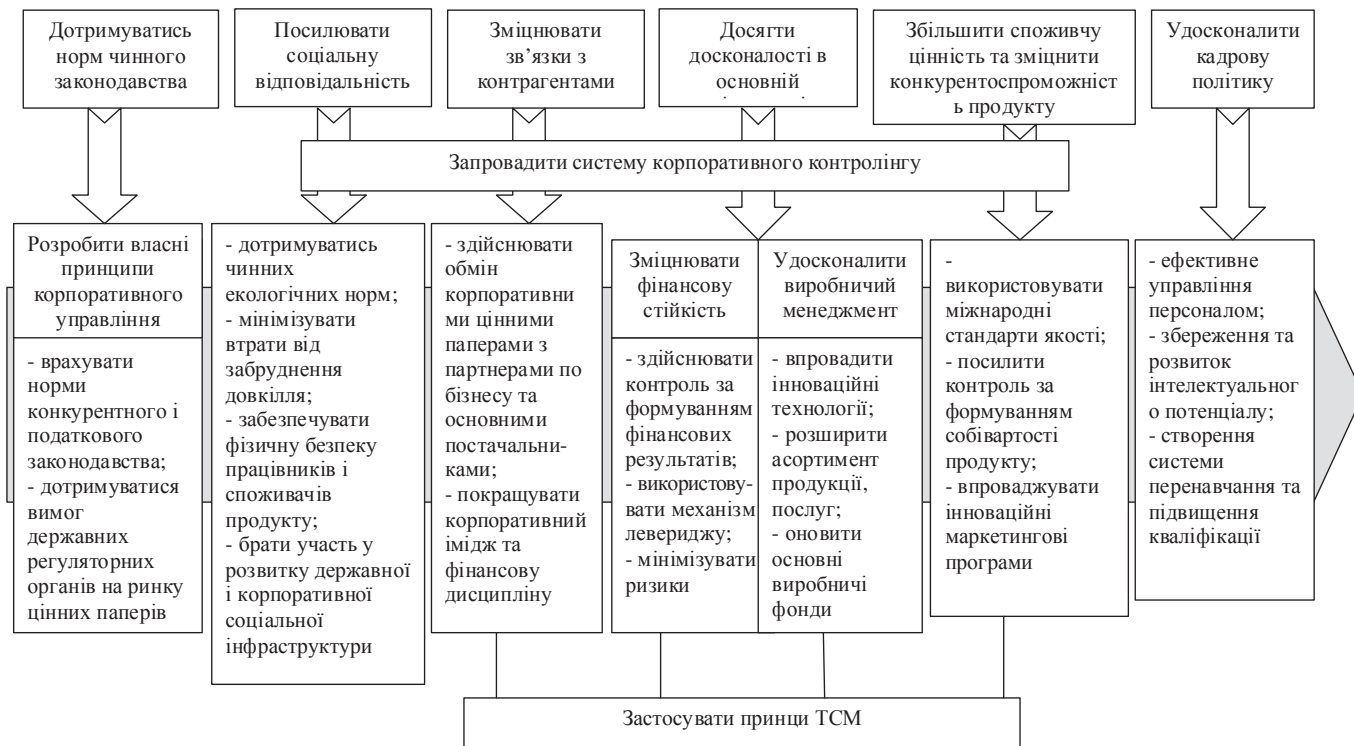 Дотримуватись
норм чинного
законодавства
Посилювати
соціальну
відповідальність
Зміцнювати
зв’язки з
контрагентами
Досягти
досконалості в
основній
Збільшити споживчу
цінність та зміцнити
конкурентоспроможніст
ь продукту
Удосконалити
кадрову
політику
Запровадити систему корпоративного контролінгу
Розробити власні
принципи
корпоративного
управління
- врахувати
норми
конкурентного і
податкового
законодавства;
- дотримуватися
вимог
державних
регуляторних
органів на ринку
цінних паперів
- дотримуватись
чинних
екологічних норм;
- мінімізувати
втрати від
забруднення
довкілля;
- забезпечувати
фізичну безпеку
працівників і
споживачів
продукту;
- брати участь у
розвитку державної
і корпоративної
соціальної
інфраструктури
- здійснювати
обмін
корпоративни
ми цінними
паперами з
партнерами по
бізнесу та
основними
постачальни-
ками;
- покращувати
корпоративний
імідж та
фінансову
дисципліну
Зміцнювати
фінансову
стійкість
- здійснювати
контроль за
формуванням
фінансових
результатів;
- використову-
вати механізм
левериджу;
- мінімізувати
ризики
Удосконалити
виробничий
менеджмент
- впровадити
інноваційні
технології;
- розширити
асортимент
продукції,
послуг;
- оновити
основні
виробничі
фонди
-
використовувати
міжнародні
стандарти якості;
- посилити
контроль за
формуванням
собівартості
продукту;
- впроваджувати
інноваційні
маркетингові
програми
- ефективне
управління
персоналом;
- збереження та
розвиток
інтелектуальног
о потенціалу;
- створення
системи
перенавчання та
підвищення
кваліфікації
Застосувати принци ТСМ